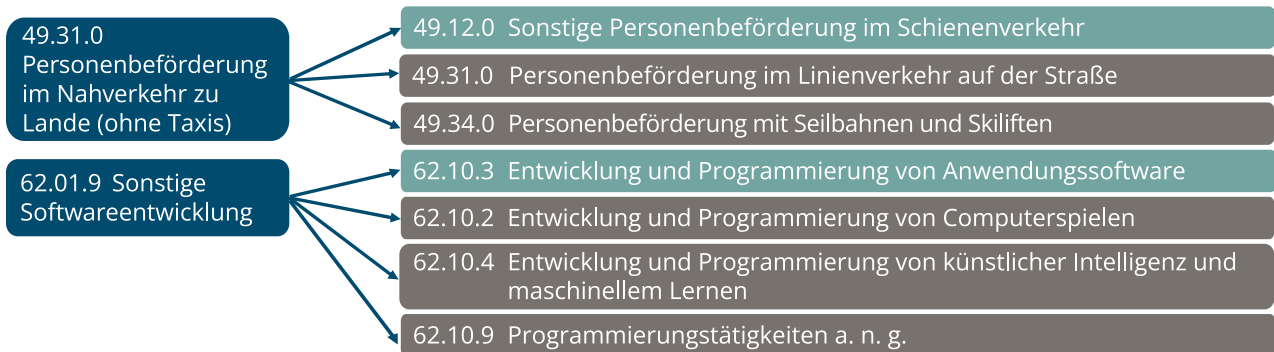 49.31.0
Personenbeförderung
im Nahverkehr zu
Lande (ohne Taxis)
49.12.0 Sonstige Personenbeförderung im Schienenverkehr
49.31.0 Personenbeförderung im Linienverkehr auf der Straße
49.34.0 Personenbeförderung mit Seilbahnen und Skiliften
62.01.9 Sonstige
Softwareentwicklung
62.10.3 Entwicklung und Programmierung von Anwendungssoftware
62.10.2 Entwicklung und Programmierung von Computerspielen
62.10.4 Entwicklung und Programmierung von künstlicher Intelligenz und
maschinellem Lernen
62.10.9 Programmierungstätigkeiten a. n. g.